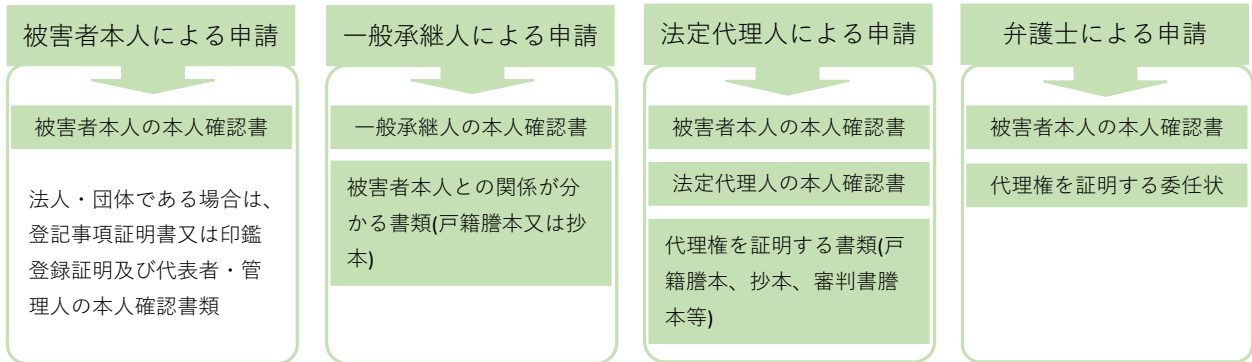 被害者本人による申請
被害者本人の本人確認書
法人・団体である場合は、
登記事項証明書又は印鑑
登録証明及び代表者・管
理人の本人確認書類
一般承継人による申請
一般承継人の本人確認書
被害者本人との関係が分
かる書類(戸籍謄本又は抄
本)
法定代理人による申請
被害者本人の本人確認書
法定代理人の本人確認書
代理権を証明する書類(戸
籍謄本、抄本、審判書謄
本等)
弁護士による申請
被害者本人の本人確認書
代理権を証明する委任状